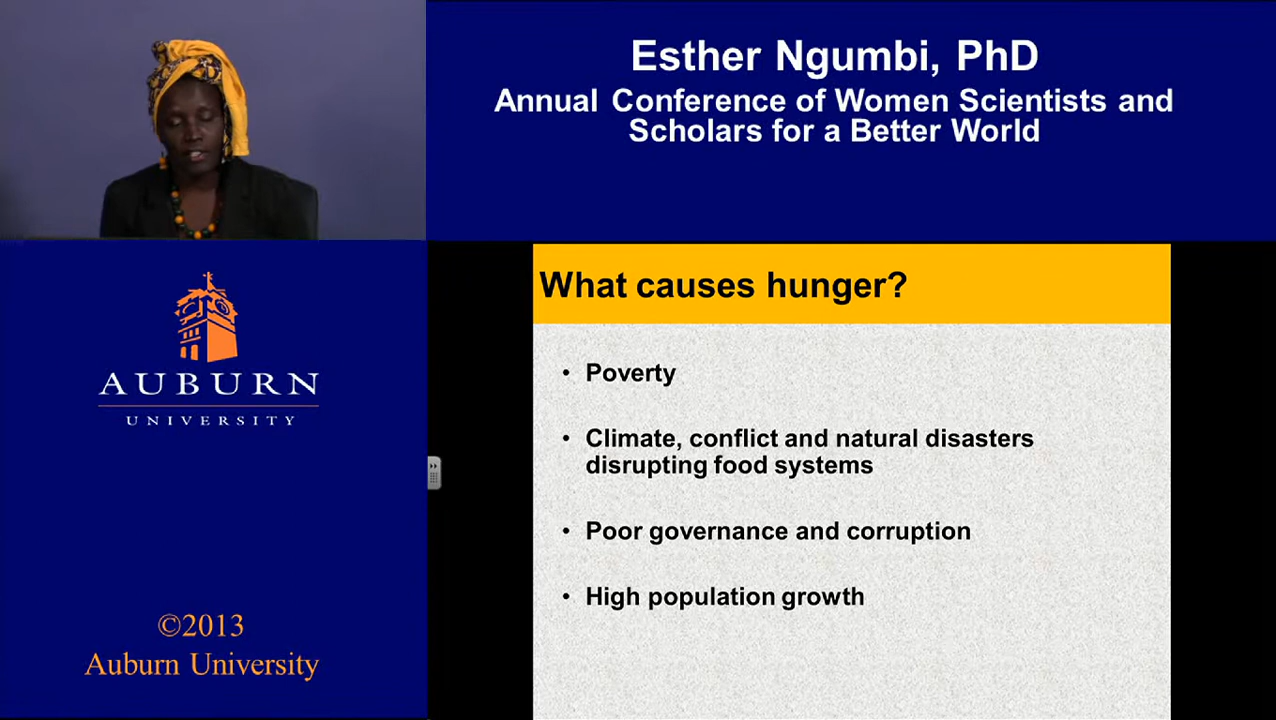 Esther Ngumbi, PhD
Annual Conference of Women Scientists and
Scholars for a Better World
AUBURN
UNIVERSITY
©2013
Auburn University
What causes hunger?
• Poverty
• Climate, conflict and natural disasters
disrupting food systems
• Poor governance and corruption
• High population growth